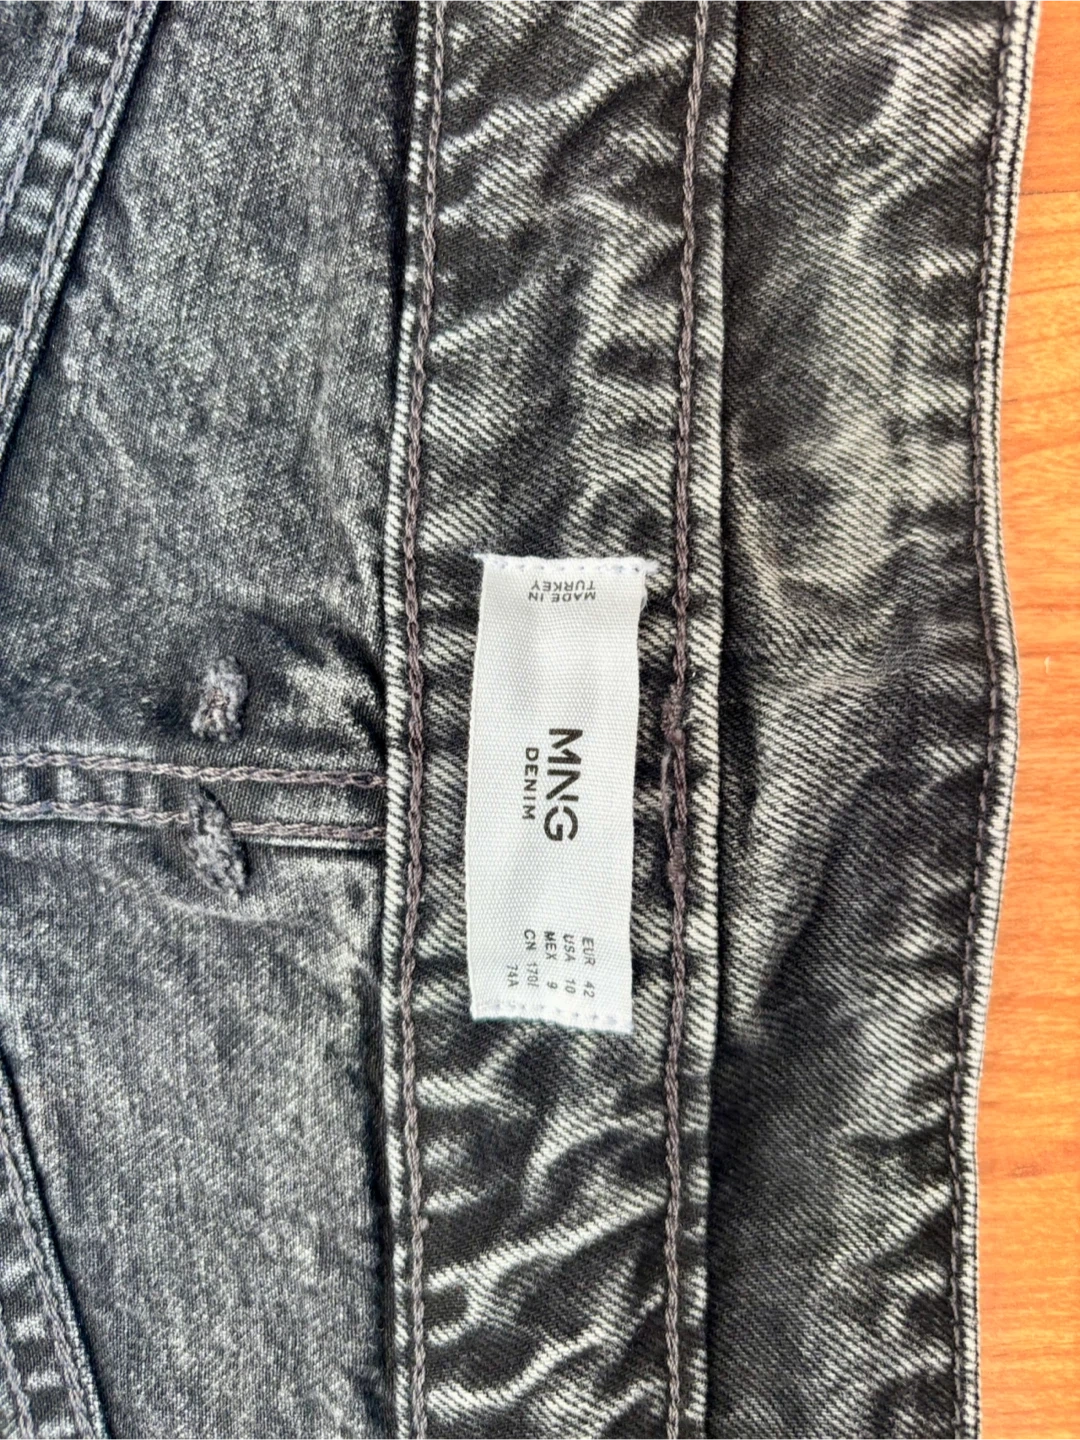 MADE IN
TURKEY
MNG
DENIM
EUR 42
USA 10
MEX 9
CN 170/
74A